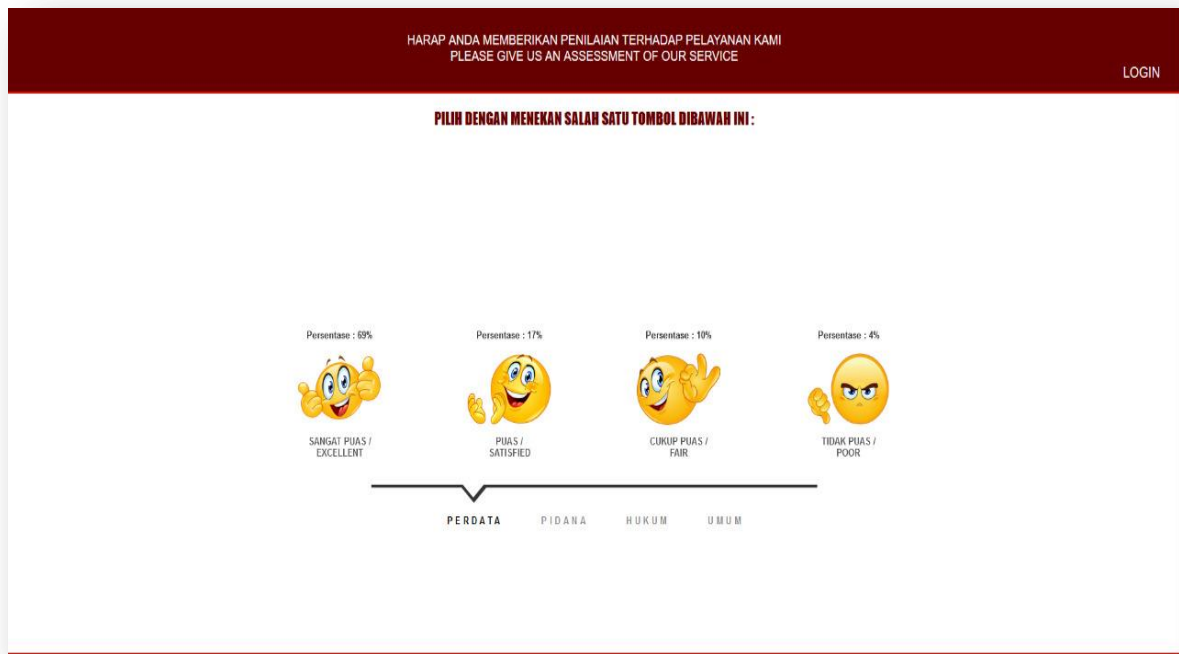 HARAP ANDA MEMBERIKAN PENILAIAN TERHADAP PELAYANAN KAMI
PLEASE GIVE US AN ASSESSMENT OF OUR SERVICE
LOGIN
PILIH DENGAN MENEKAN SALAH SATU TOMBOL DIBAWAH INI :
Persentase : 69%
Persentase : 17%
Persentase : 10%
Persentase : 4%
SANGAT PUAS /
EXCELLENT
PUAS /
SATISFIED
CUKUP PUAS /
FAIR
TIDAK PUAS /
POOR
PERDATA PIDANA HUKUM UMUM